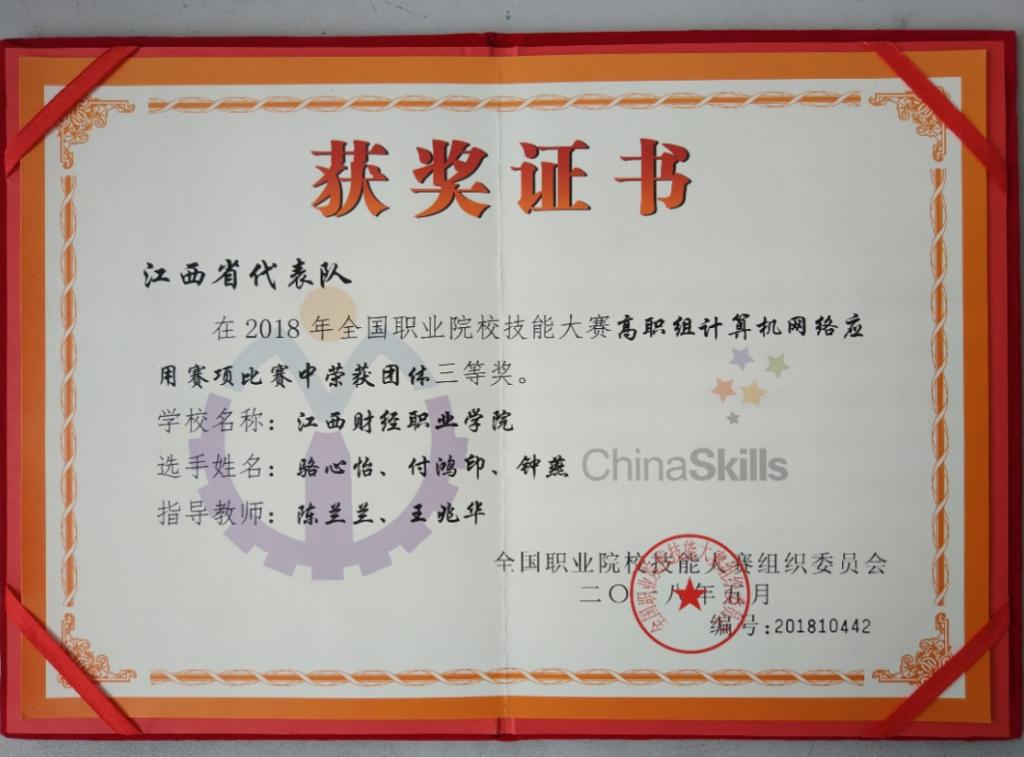 获奖证书
江西省代表队
在2018年全国职业院校技能大赛高职组计算机网络应
用赛项比赛中荣获团体三等奖。
学校名称：江西财经职业学院
选手姓名：骆心怡、付鸿印、钟燕
ChinaSkills
指导教师：陈兰兰、王兆华
全国职业院校技能大赛组织委员会
二〇一八年五月
编号:201810442